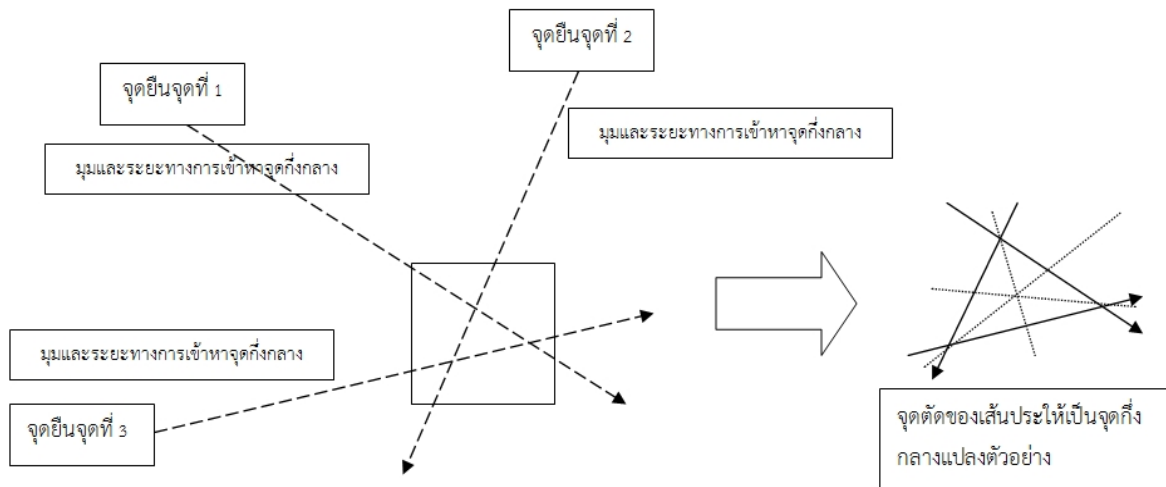 จุดยืนจุดที่ 2
จุดยืนจุดที่ 1
มุมและระยะทางการเข้าหาจุดกึ่งกลาง
มุมและระยะทางการเข้าหาจุดกึ่งกลาง
มุมและระยะทางการเข้าหาจุดกึ่งกลาง
จุดยืนจุดที่ 3
จุดตัดของเส้นประให้เป็นจุดกึ่ง
กลางแปลงตัวอย่าง